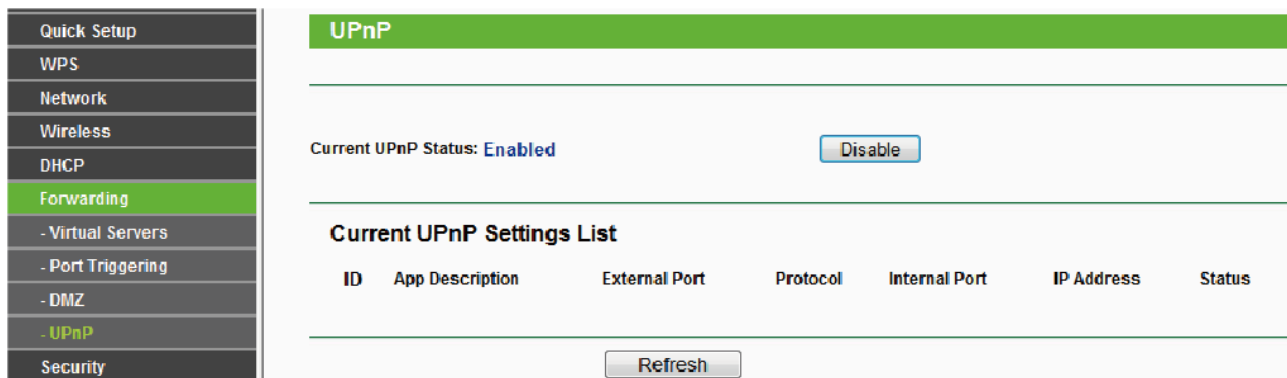 Quick Setup
WPS
Network
Wireless
DHCP
Forwarding
- Virtual Servers
- Port Triggering
- DMZ
- UPnP
Security
UPnP
Current UPnP Status: Enabled Disable
Current UPnP Settings List
ID App Description External Port Protocol Internal Port IP Address Status
Refresh